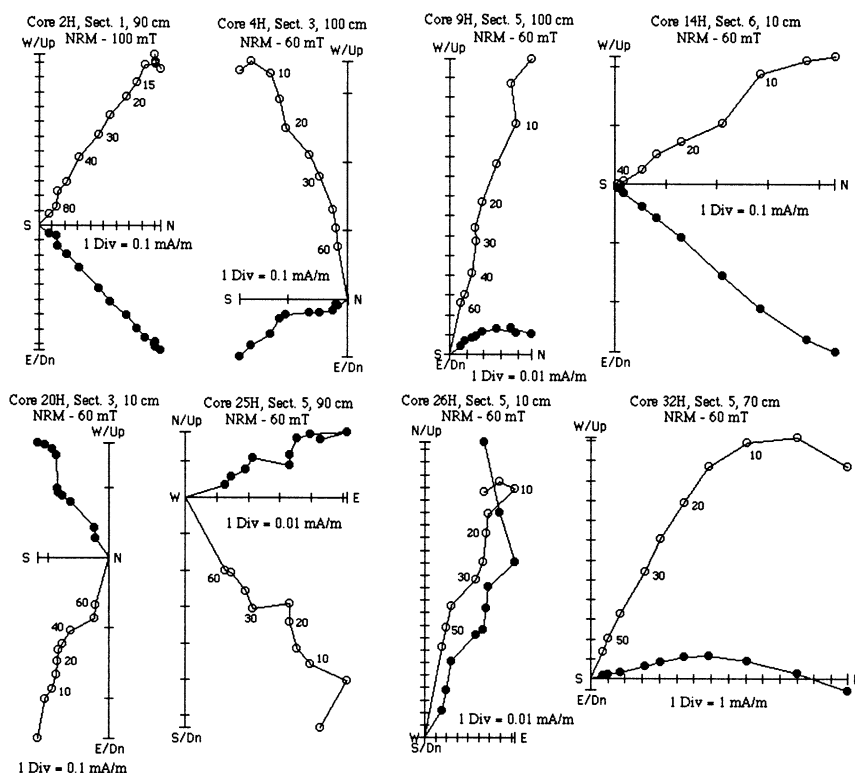 Core 2H, Sect. 1, 90 cm
NRM - 100 mT
W/Up
15
20
30
40
60
S
N
1 Div = 0.1 mA/m
E/Dn
Core 4H, Sect. 3, 100 cm
NRM - 60 mT
W/Up
10
20
30
60
1 Div = 0.1 mA/m
S
N
E/Dn
Core 9H, Sect. 5, 100 cm
NRM - 60 mT
W/Up
10
20
30
40
60
S
N
E/Dn
1 Div = 0.01 mA/m
Core 14H, Sect. 6, 10 cm
NRM - 60 mT
W/Up
10
20
40
S
N
1 Div = 0.1 mA/m
E/Dn
Core 20H, Sect. 3, 10 cm
NRM - 60 mT
W/Up
S
N
60
40
20
10
E/Dn
1 Div = 0.1 mA/m
Core 25H, Sect. 5, 90 cm
NRM - 60 mT
N/Up
W
E
1 Div = 0.01 mA/m
60
30
20
10
S/Dn
Core 26H, Sect. 5, 10 cm
NRM - 60 mT
N/Up
10
20
30
50
1 Div = 0.01 mA/m
W
E
S/Dn
Core 32H, Sect. 5, 70 cm
NRM - 60 mT
W/Up
10
20
30
50
S
1 Div = 1 mA/m
E/Dn